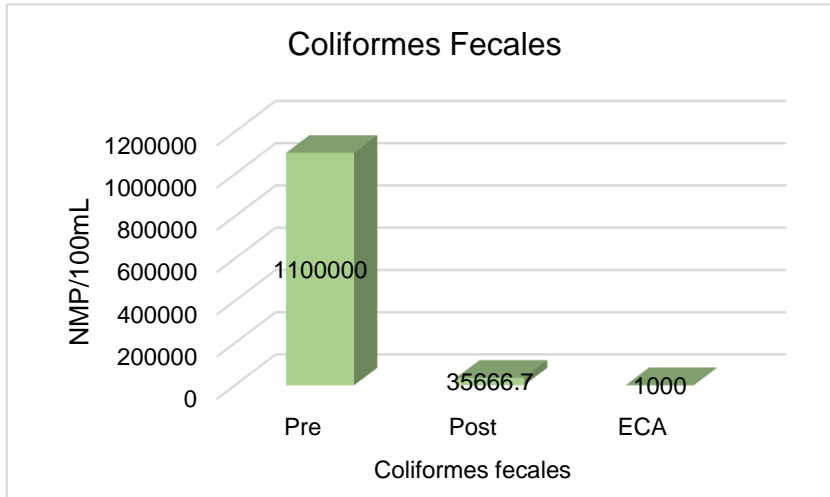 Coliformes Fecales
NMP/100mL
1200000
1000000
800000
600000
400000
200000
0
1100000
35666.7
1000
Pre
Post
ECA
Coliformes fecales